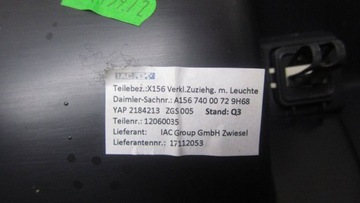 IAC
Teilebez.:X156 Verkl.Zuziehg. m. Leuchte
Daimler-Sachnr.: A156 740 00 72 9H68
YAP 2184213 ZGS 005 Stand: Q3
Teilenr.: 12060035
Lieferant: IAC Group GmbH Zwiesel
Lieferantennr.: 17112053